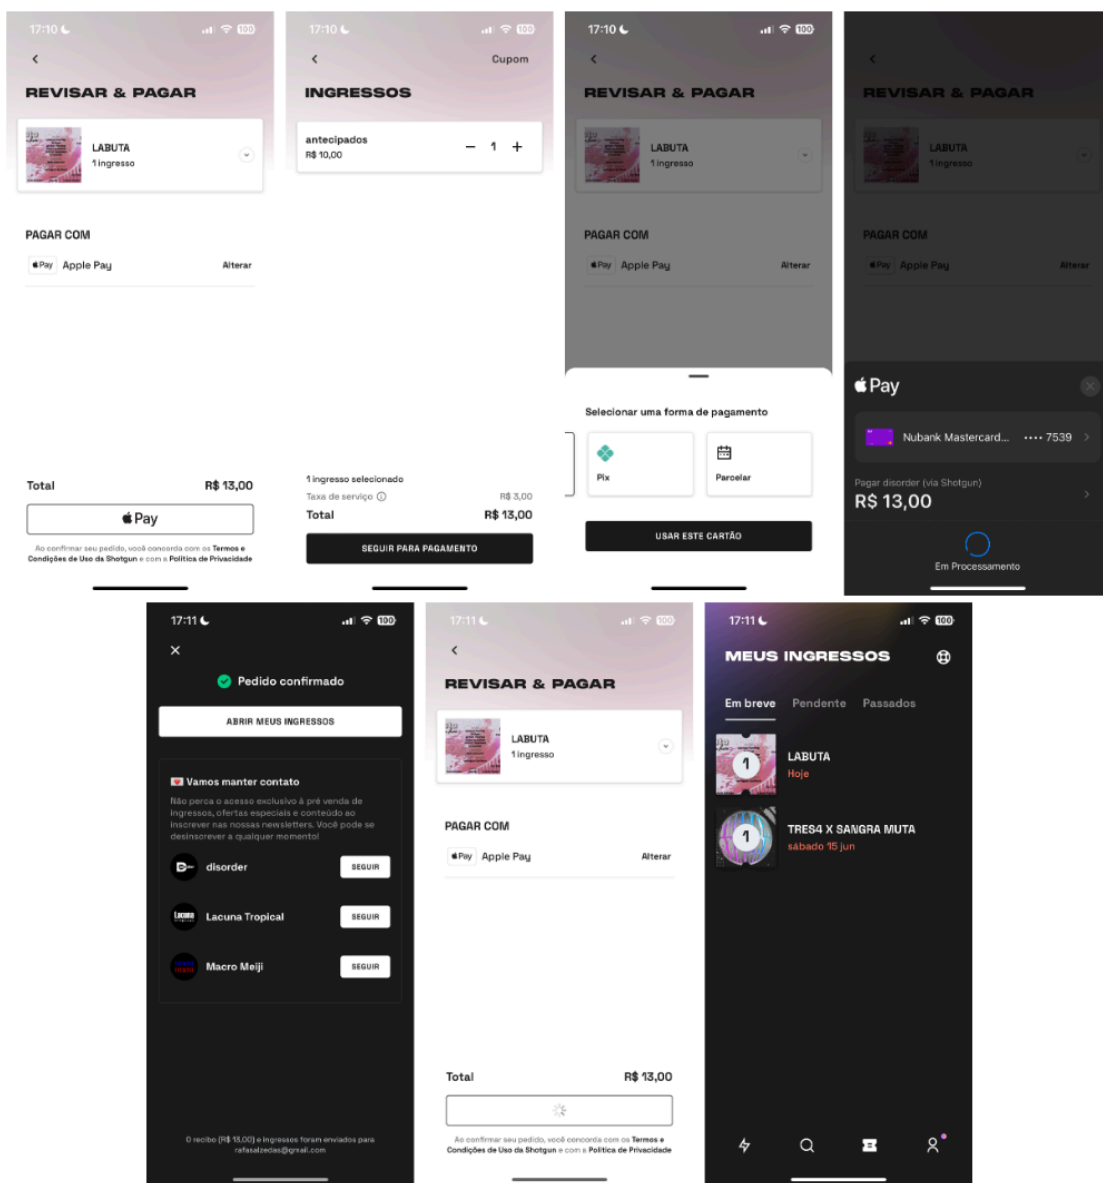 17:10
100
REVISAR & PAGAR
LABUTA
1 ingresso
PAGAR COM
Pay Apple Pay Alterar
Total R$ 13,00
Pay
Ao confirmar seu pedido, você concorda com os Termos e
Condições de Uso da Shotgun e com a Política de Privacidade
17:10
100
Cupom
INGRESSOS
antecipados
R$ 10,00
1
1 ingresso selecionado
Taxa de serviço R$ 3,00
Total R$ 13,00
SEGUIR PARA PAGAMENTO
17:10
100
REVISAR & PAGAR
LABUTA
1 ingresso
PAGAR COM
Pay Apple Pay Alterar
Selecionar uma forma de pagamento
Pix
Parcelar
USAR ESTE CARTÃO
REVISAR & PAGAR
LABUTA
1 ingresso
PAGAR COM
Pay Apple Pay Alterar
Pay
Nubank Mastercard... •••• 7539
Pagar disorder (via Shotgun)
R$ 13,00
Em Processamento
17:11
100
Pedido confirmado
ABRIR MEUS INGRESSOS
Vamos manter contato
Não perca o acesso exclusivo à pré venda de
ingressos, ofertas especiais e conteúdo ao
inscrever nas nossas newsletters. Você pode se
desinscrever a qualquer momento!
disorder SEGUIR
Lacuna Tropical SEGUIR
Macro Meiji SEGUIR
O recibo (R$ 13,00) e ingressos foram enviados para
rafasalzedas@gmail.com
17:11
100
REVISAR & PAGAR
LABUTA
1 ingresso
PAGAR COM
Pay Apple Pay Alterar
Total R$ 13,00
Ao confirmar seu pedido, você concorda com os Termos e
Condições de Uso da Shotgun e com a Política de Privacidade
17:11
100
MEUS INGRESSOS
Em breve Pendente Passados
1
LABUTA
Hoje
1
TRES4 X SANGRA MUTA
sábado 15 jun